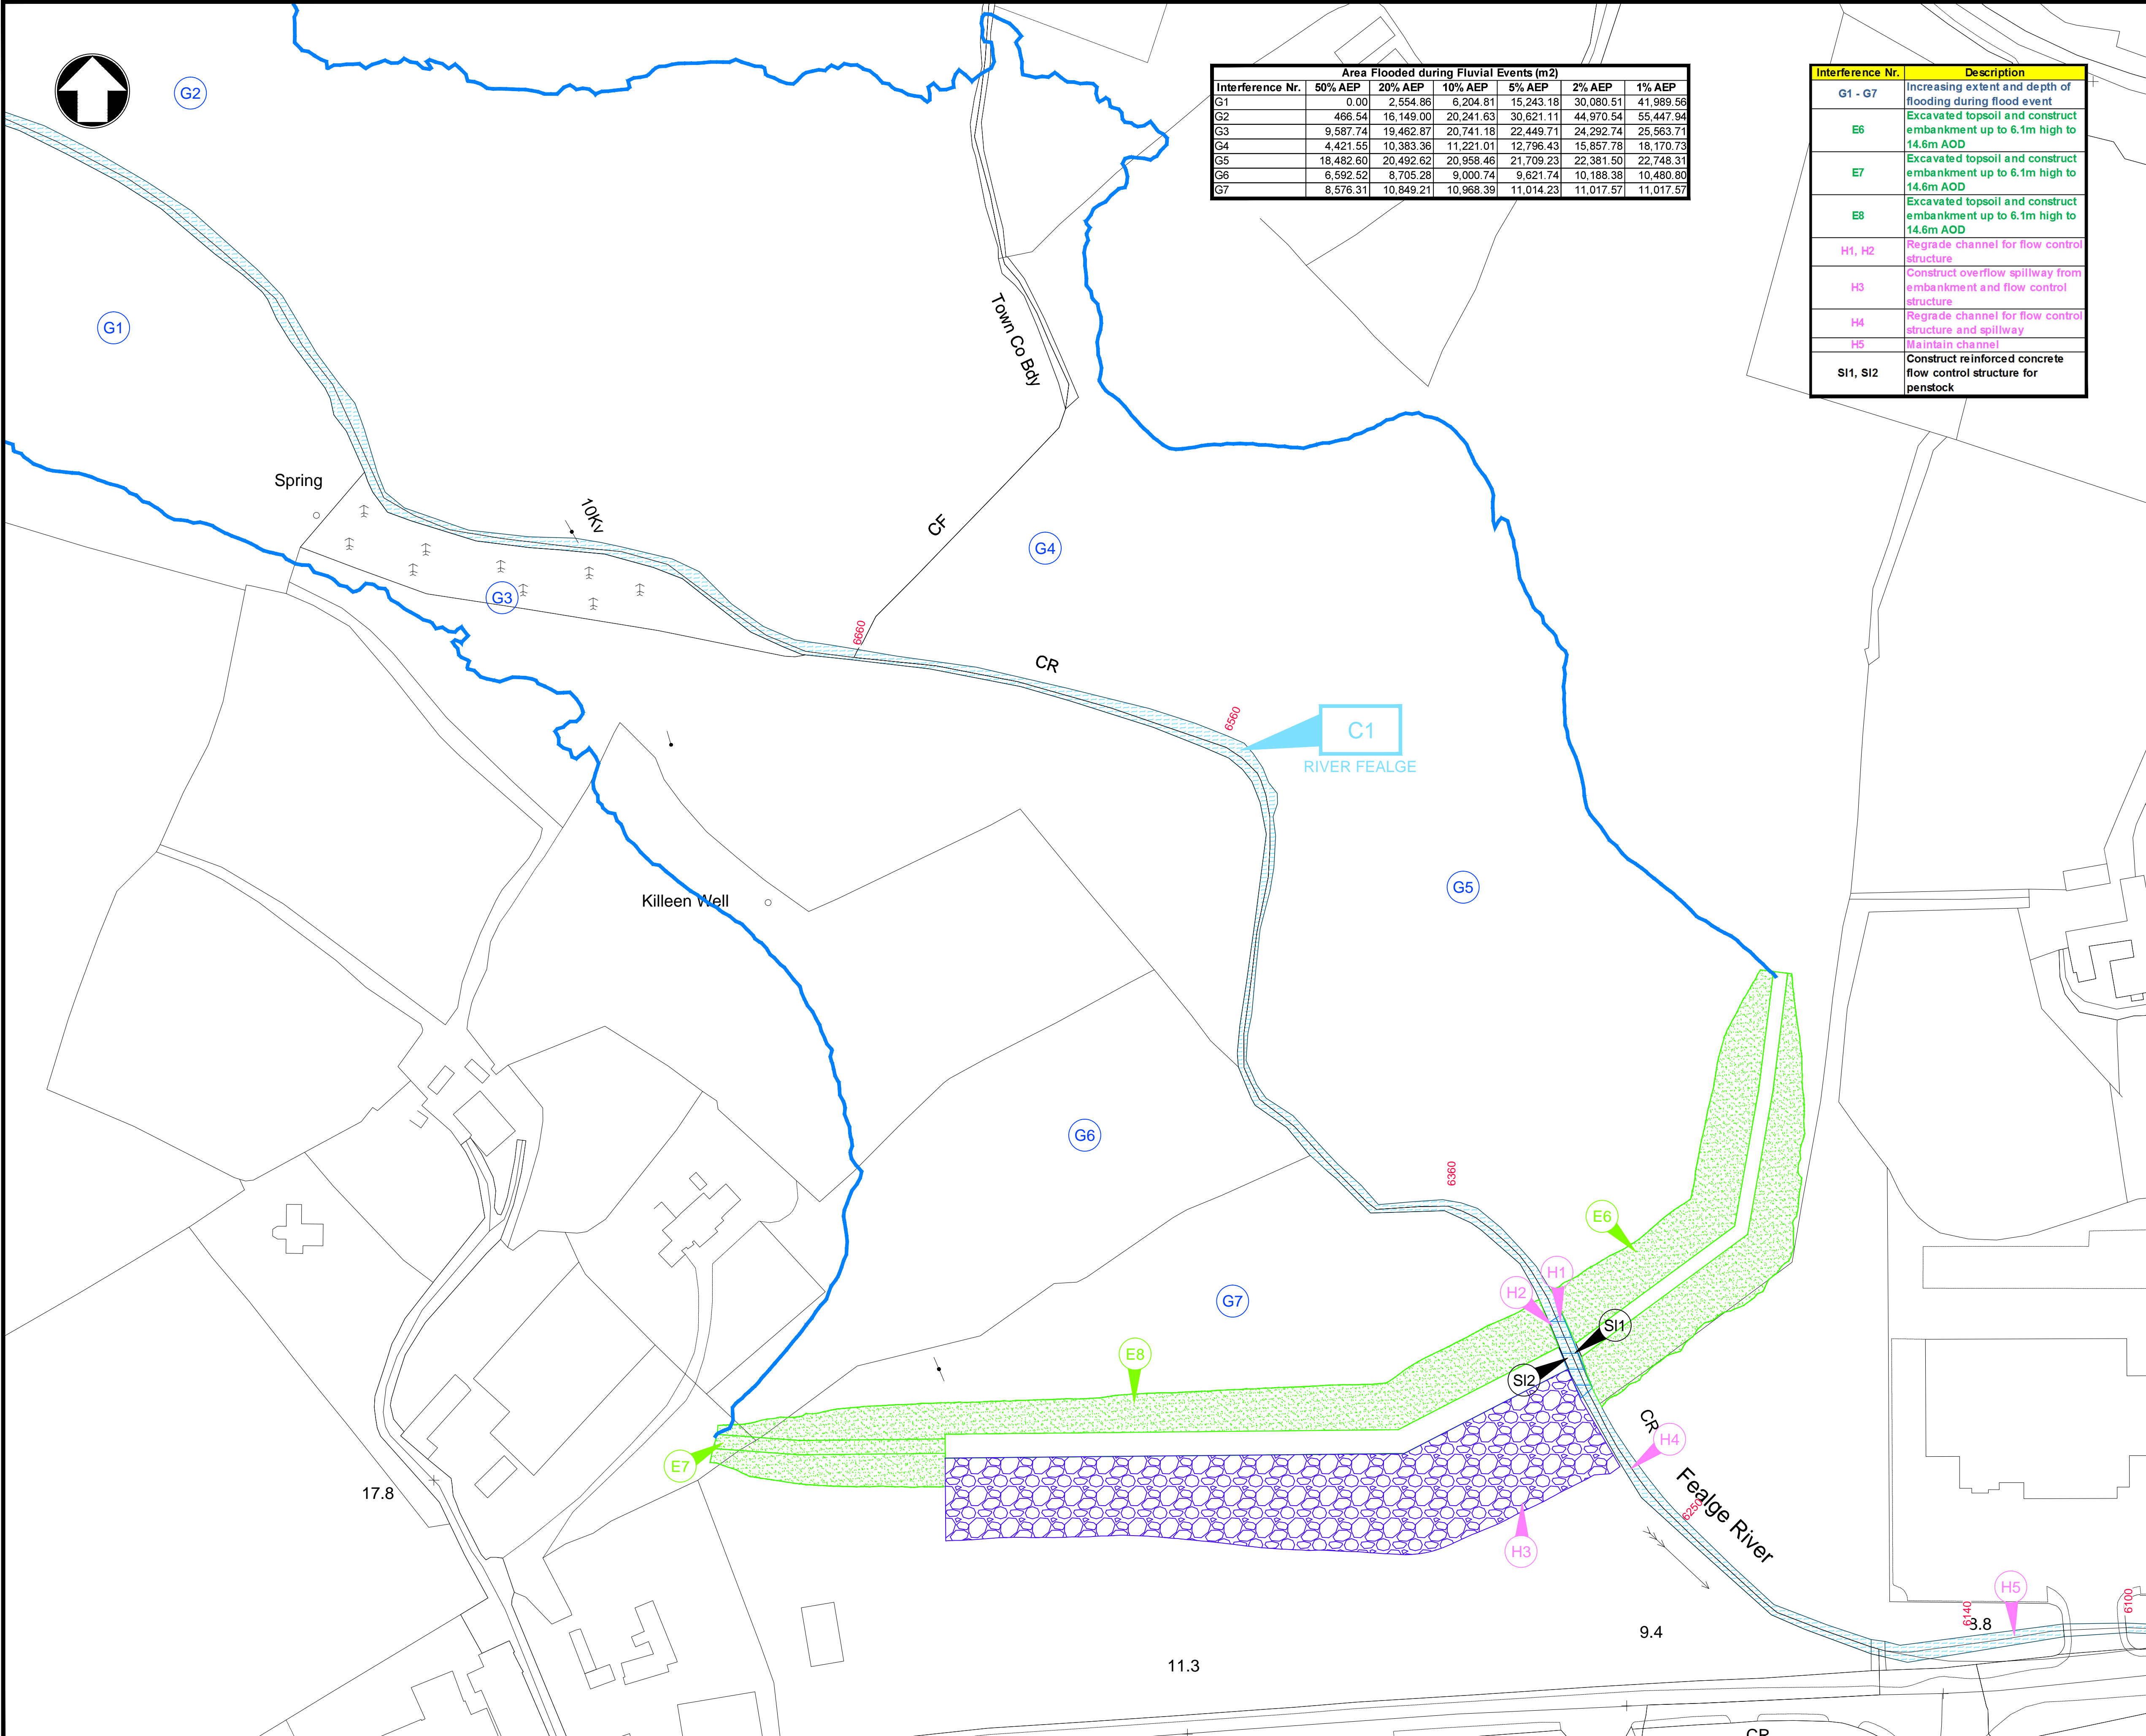 Area Flooded during Fluvial Events (m2)
Interference Nr. 50% AEP 20% AEP 10% AEP 5% AEP 2% AEP 1% AEP
G1 0.00 2,554.86 6,204.81 15,243.18 30,080.51 41,989.56
G2 466.54 16,149.00 20,241.63 30,621.11 44,970.54 55,447.94
G3 9,587.74 19,462.87 20,741.18 22,449.71 24,292.74 25,563.71
G4 4,421.55 10,383.36 11,221.01 12,796.43 15,857.78 18,170.73
G5 18,482.60 20,492.62 20,958.46 21,709.23 22,381.50 22,748.31
G6 6,592.52 8,705.28 9,000.74 9,621.74 10,188.38 10,480.80
G7 8,576.31 10,849.21 10,968.39 11,014.23 11,017.57 11,017.57
Interference Nr. Description
G1 - G7 Increasing extent and depth of
flooding during flood event
E6 Excavated topsoil and construct
embankment up to 6.1m high to
14.6m AOD
E7 Excavated topsoil and construct
embankment up to 6.1m high to
14.6m AOD
E8 Excavated topsoil and construct
embankment up to 6.1m high to
14.6m AOD
H1, H2 Regrade channel for flow control
structure
H3 Construct overflow spillway from
embankment and flow control
structure
H4 Regrade channel for flow control
structure and spillway
H5 Maintain channel
SI1, SI2 Construct reinforced concrete
flow control structure for
penstock
G2
G1
Town Co Bdy
Spring
10Kv
CF
G4
G3
6660
CR
6560
C1
RIVER FEALGE
G5
Killeen Well
G6
6360
E6
H1
H2
G7
SI1
E8
SI2
CR
H4
E7
17.8
Fealge River
6250
H3
H5
6140
6100
3.8
9.4
11.3
CR